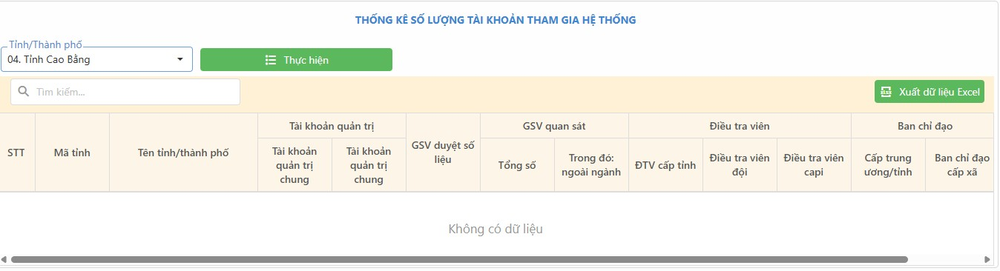 THỐNG KÊ SỐ LƯỢNG TÀI KHOẢN THAM GIA HỆ THỐNG
Tỉnh/Thành phố
04. Tỉnh Cao Bằng
Thực hiện
Tìm kiếm...
Xuất dữ liệu Excel
STT
Mã tỉnh
Tên tỉnh/thành phố
Tài khoản quản trị
Tài khoản
quản trị
chung
Tài khoản
quản trị
chung
GSV duyệt số
liệu
GSV quan sát
Tổng số
Trong đó:
ngoài ngành
Điều tra viên
ĐTV cấp tỉnh
Điều tra viên
đội
Điều tra viên
capi
Ban chỉ đạo
Cấp trung
ương/tỉnh
Ban chỉ đạo
cấp xã
Không có dữ liệu